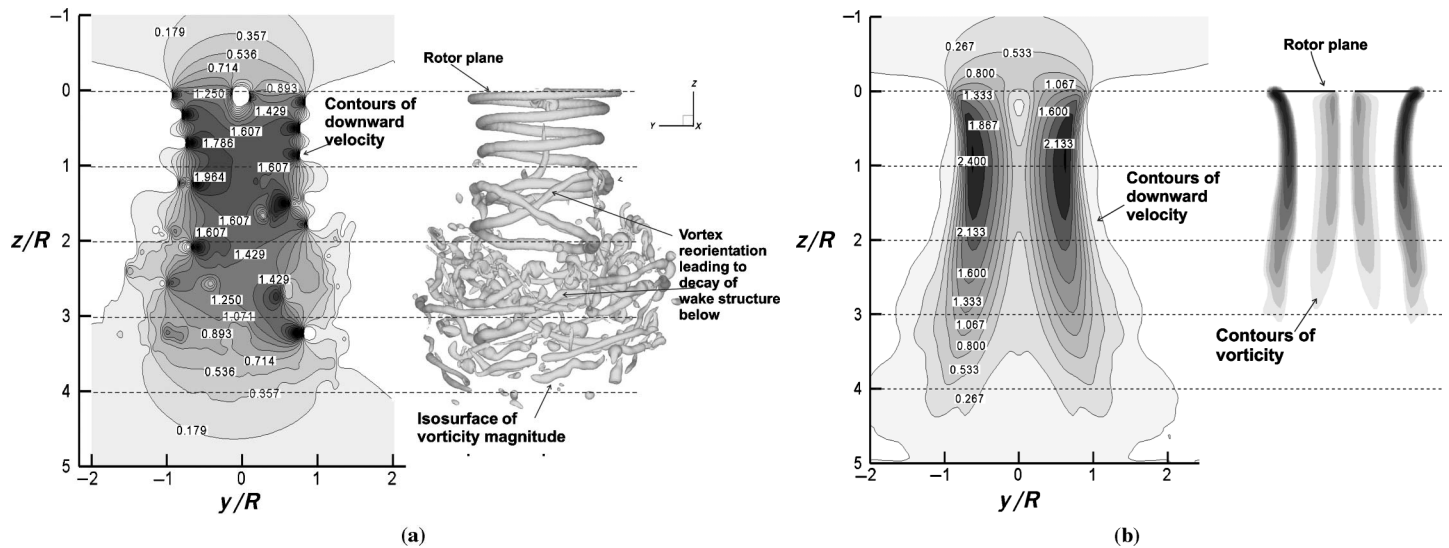 −1
0.179
0.357
0.536
0.714
Rotor plane
0
1.250
0.893
z
Y
X
1.429
Contours of
downward
velocity
1.607
1.786
1.607
1
1.964
1.607
z/R
1.607
2
1.429
1.429
Vortex
reorientation
leading to
decay of
wake structure
below
1.250
3
1.071
0.893
0.714
0.536
4
0.357
Isosurface of
vorticity magnitude
0.179
5
−2
−1
0
1
2
y/R
(a)
−1
0.267
0.533
Rotor plane
0.800
0
1.067
1.333
1.600
1.867
2.133
1
2.400
Contours of
downward
velocity
z/R
2
2.133
1.600
1.333
3
1.067
Contours of
vorticity
0.800
0.533
4
0.267
5
−2
−1
0
1
2
y/R
(b)